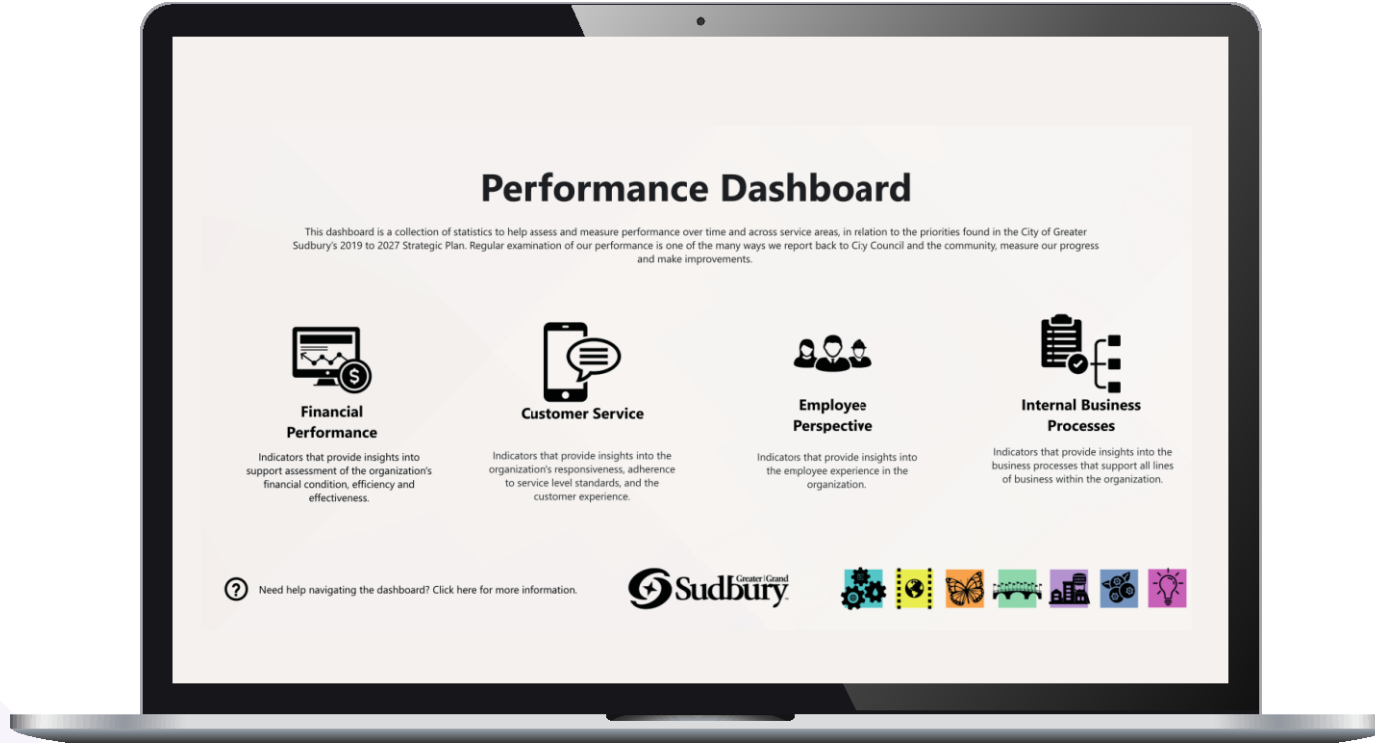 Performance Dashboard
This dashboard is a collection of statistics to help assess and measure performance over time and across service areas, in relation to the priorities found in the City of Greater
Sudbury's 2019 to 2027 Strategic Plan. Regular examination of our performance is one of the many ways we report back to City Council and the community, measure our progress
and make improvements.
Financial
Performance
Indicators that provide insights into
support assessment of the organization's
financial condition, efficiency and
effectiveness.
Customer Service
Indicators that provide insights into the
organization's responsiveness, adherence
to service level standards, and the
customer experience.
Employee
Perspective
Indicators that provide insights into
the employee experience in the
organization.
Internal Business
Processes
Indicators that provide insights into the
business processes that support all lines
of business within the organization.
Need help navigating the dashboard? Click here for more information.
Greater | Grand
Sudbury